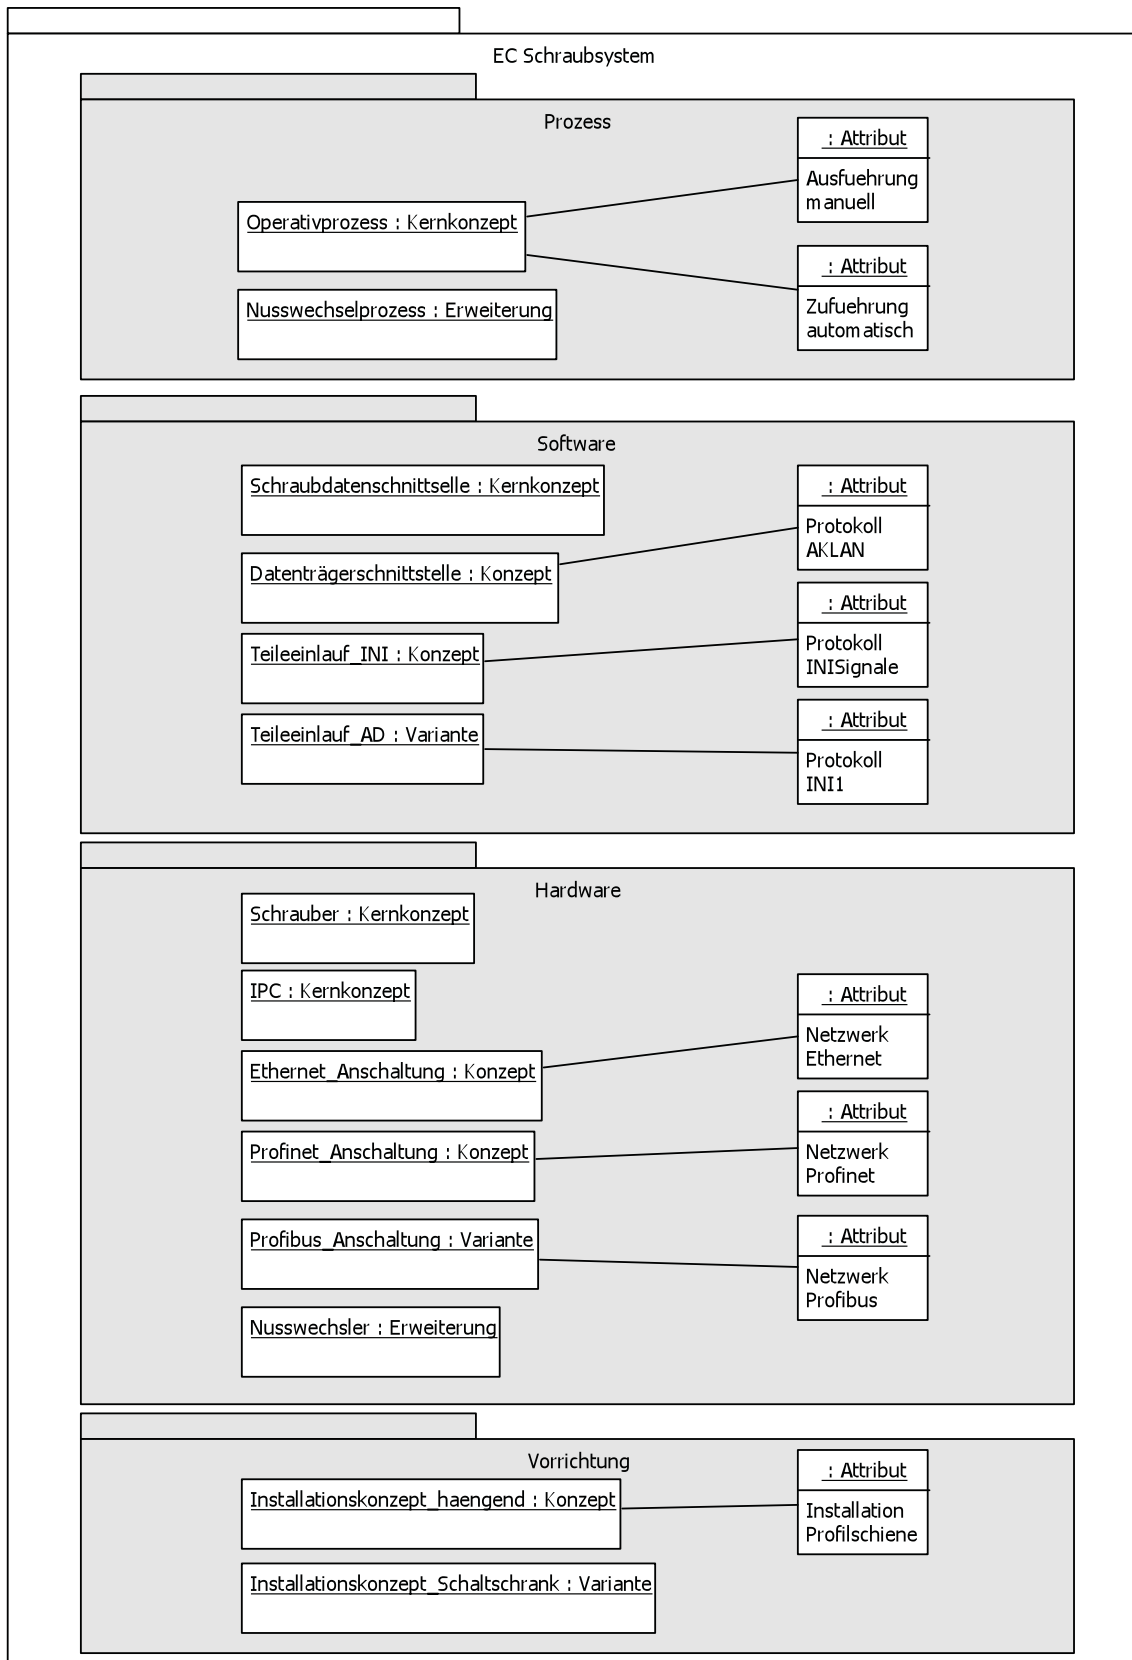 EC Schraubsystem
Prozess
: Attribut
Ausfuehrung
manuell
Operativprozess : Kernkonzept
: Attribut
Zufuehrung
automatisch
Nusswechselprozess : Erweiterung
Software
Schraubdatenschnittselle : Kernkonzept
: Attribut
Protokoll
AKLAN
Datenträgerschnittstelle : Konzept
: Attribut
Protokoll
INISignale
Teileeinlauf_INI : Konzept
: Attribut
Protokoll
INI1
Teileeinlauf_AD : Variante
Hardware
Schrauber : Kernkonzept
IPC : Kernkonzept
: Attribut
Netzwerk
Ethernet
Ethernet_Anschaltung : Konzept
: Attribut
Netzwerk
Profinet
Profinet_Anschaltung : Konzept
: Attribut
Netzwerk
Profibus
Profibus_Anschaltung : Variante
Nusswechsler : Erweiterung
Vorrichtung
: Attribut
Installation
Profilschiene
Installationskonzept_haengend : Konzept
Installationskonzept_Schaltschrank : Variante